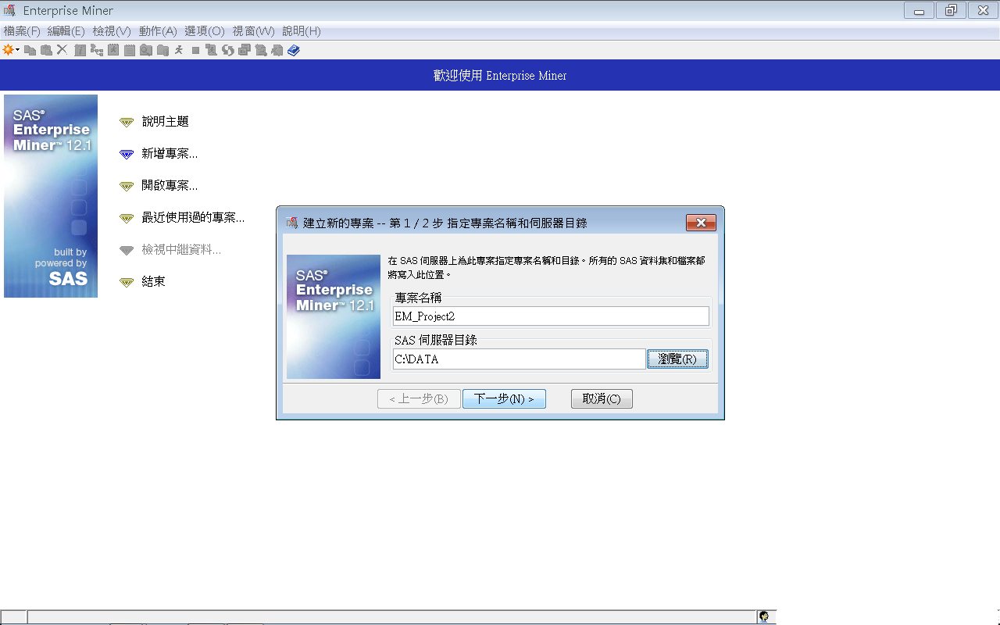 Enterprise Miner
檔案(F) 編輯(E) 檢視(V) 動作(A) 選項(O) 視窗(W) 說明(H)
歡迎使用 Enterprise Miner
SAS®
Enterprise
Miner™ 12.1
built by
powered by
SAS
說明主題
新增專案...
開啟專案...
最近使用過的專案...
檢視中繼資料...
結束
建立新的專案 -- 第 1 / 2 步 指定專案名稱和伺服器目錄
SAS®
Enterprise
Miner™ 12.1
在 SAS 伺服器上為此專案指定專案名稱和目錄。所有的 SAS 資料集和檔案都
將寫入此位置。
專案名稱
EM_Project2
SAS 伺服器目錄
C:\DATA
瀏覽(R)
< 上一步(B) 下一步(N) > 取消(C)